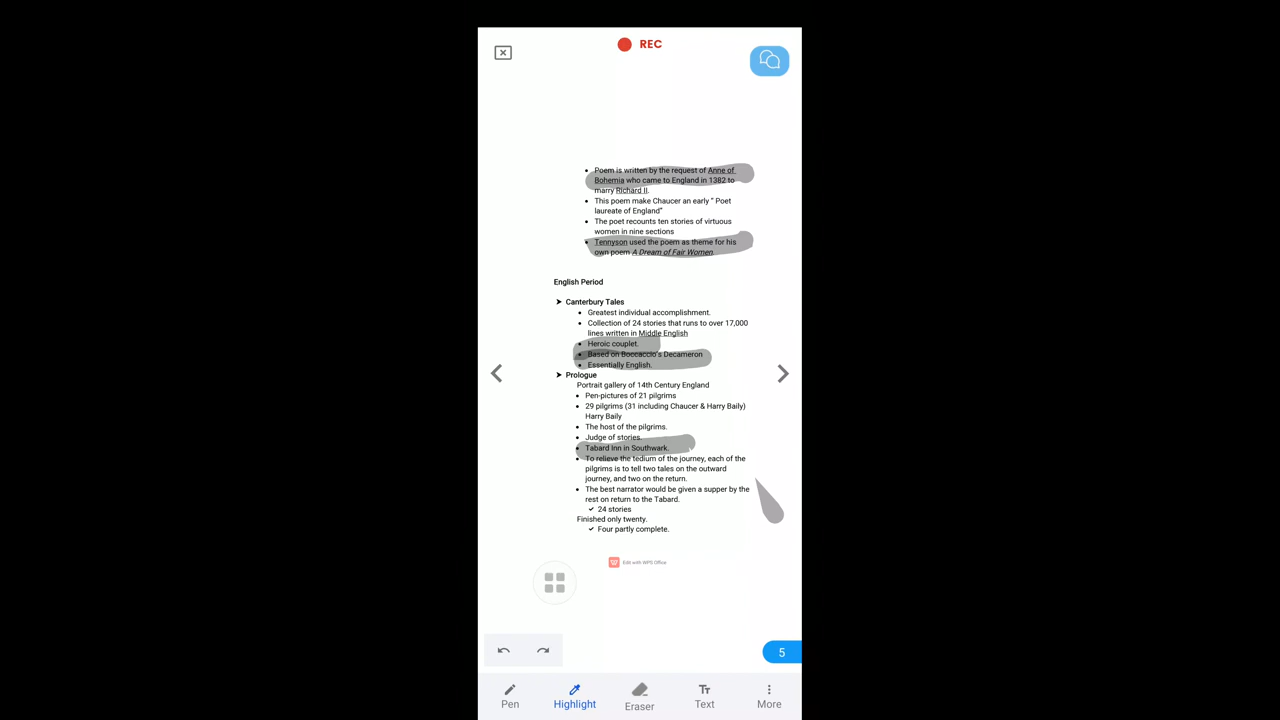 REC
• Poem is written by the request of Anne of
Bohemia who came to England in 1382 to
marry Richard II.
• This poem make Chaucer an early " Poet
laureate of England"
• The poet recounts ten stories of virtuous
women in nine sections
• Tennyson used the poem as theme for his
own poem A Dream of Fair Women.
English Period
➤ Canterbury Tales
• Greatest individual accomplishment.
• Collection of 24 stories that runs to over 17,000
lines written in Middle English
• Heroic couplet.
• Based on Boccaccio's Decameron
• Essentially English.
➤ Prologue
Portrait gallery of 14th Century England
• Pen-pictures of 21 pilgrims
• 29 pilgrims (31 including Chaucer & Harry Baily)
Harry Baily
• The host of the pilgrims.
• Judge of stories.
• Tabard Inn in Southwark.
• To relieve the tedium of the journey, each of the
pilgrims is to tell two tales on the outward
journey, and two on the return.
• The best narrator would be given a supper by the
rest on return to the Tabard.
✓ 24 stories
Finished only twenty.
✓ Four partly complete.
Edit with WPS Office
5
Pen
Highlight
Eraser
Tt
Text
More